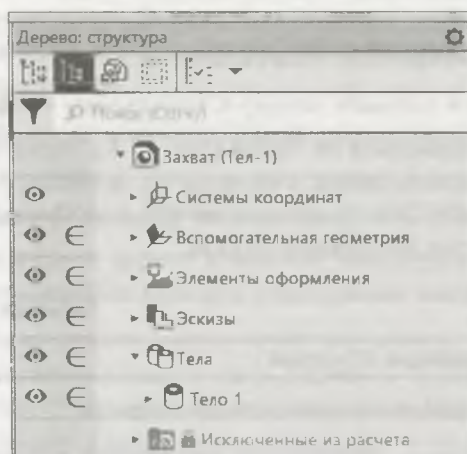 Дерево: структура
Захват (Тел-1)
Системы координат
Вспомогательная геометрия
Элементы оформления
Эскизы
Тела
Тело 1
Исключенные из расчета